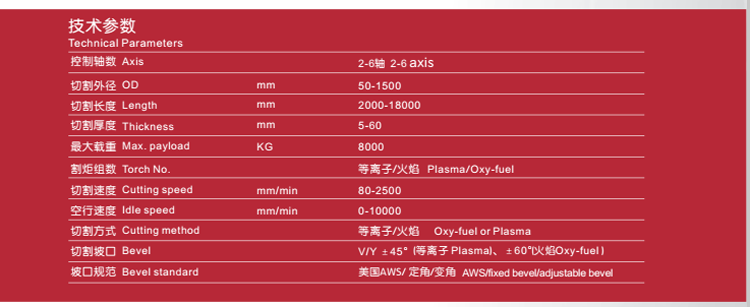 技术参数
Technical Parameters
控制轴数 Axis 2-6轴 2-6 axis
切割外径 OD mm 50-1500
切割长度 Length mm 2000-18000
切割厚度 Thickness mm 5-60
最大载重 Max. payload KG 8000
割炬组数 Torch No. 等离子/火焰 Plasma/Oxy-fuel
切割速度 Cutting speed mm/min 80-2500
空行速度 Idle speed mm/min 0-10000
切割方式 Cutting method 等离子/火焰 Oxy-fuel or Plasma
切割坡口 Bevel V/Y ±45° (等离子 Plasma)、 ±60°(火焰Oxy-fuel)
坡口规范 Bevel standard 美国AWS/ 定角/变角 AWS/fixed bevel/adjustable bevel